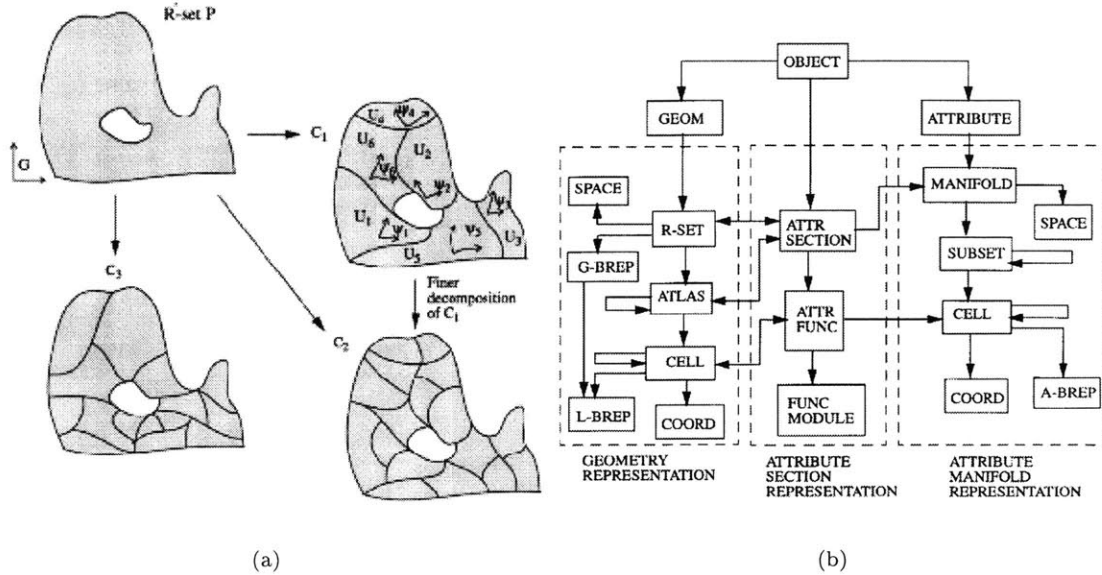 R-set P
G
C₁
U₄ Ψ₄
U₆ U₂
Ψ₆
Ψ₂
Ψ₃
U₁ Ψ₁ Ψ₅
U₃
U₅
C₃
Finer
decomposition
of C₁
C₂
(a)
OBJECT
GEOM
ATTRIBUTE
SPACE
R-SET
G-BREP
ATLAS
CELL
L-BREP
COORD
GEOMETRY
REPRESENTATION
ATTR
SECTION
ATTR
FUNC
FUNC
MODULE
ATTRIBUTE
SECTION
REPRESENTATION
MANIFOLD
SPACE
SUBSET
CELL
COORD
A-BREP
ATTRIBUTE
MANIFOLD
REPRESENTATION
(b)